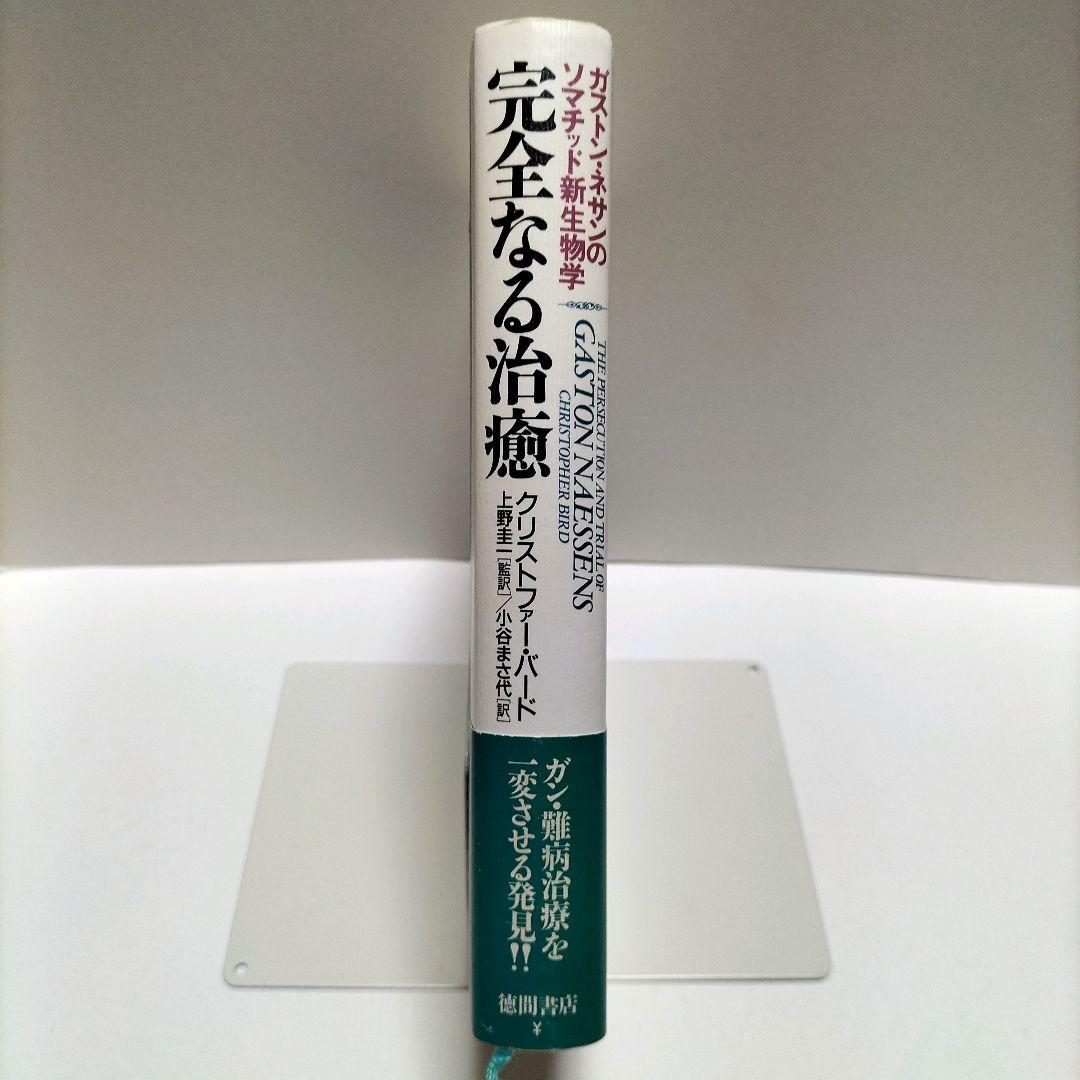 ガストン・ネサンの
ソマチッド新生物学
完全なる治癒
THE PERSECUTION AND TRIAL OF
GASTON NAESSENS
CHRISTOPHER BIRD
クリストファー・バード
上野圭一[監訳]/小谷まさ代[訳]
ガン・難病治療を
一変させる発見!!
徳間書店